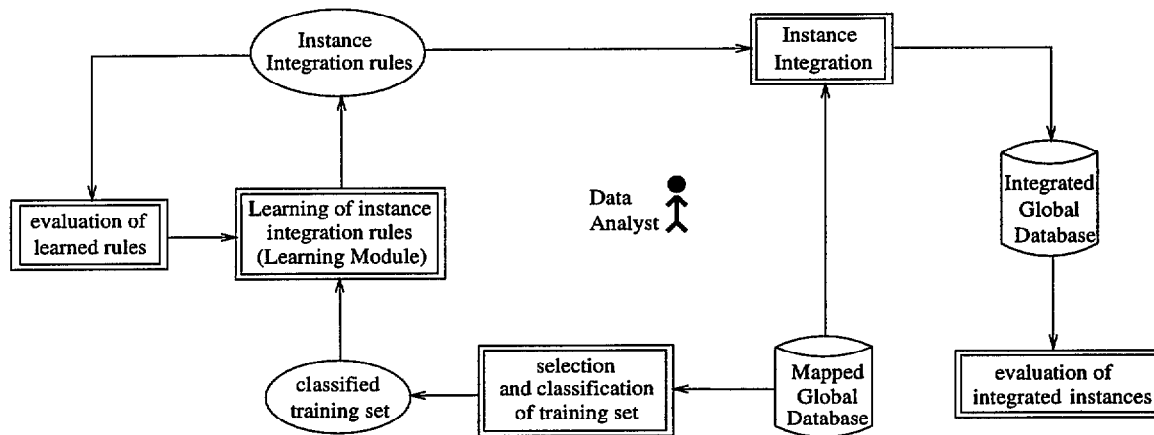 Instance
Integration rules
Instance
Integration
evaluation of
learned rules
Learning of instance
integration rules
(Learning Module)
Data
Analyst
Integrated
Global
Database
classified
training set
selection
and classification
of training set
Mapped
Global
Database
evaluation of
integrated instances